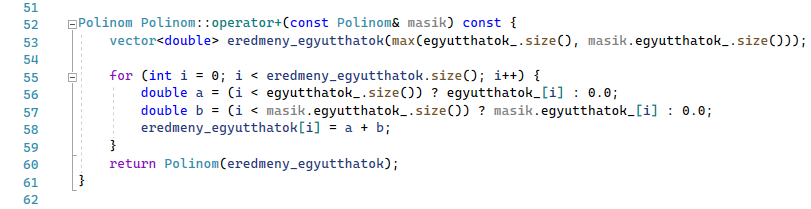 51
52 Polinom Polinom::operator+(const Polinom& masik) const {
53 vector<double> eredmeny_egyutthatok(max(egyutthatok_.size(), masik.egyutthatok_.size()));
54
55 for (int i = 0; i < eredmeny_egyutthatok.size(); i++) {
56 double a = (i < egyutthatok_.size()) ? egyutthatok_[i] : 0.0;
57 double b = (i < masik.egyutthatok_.size()) ? masik.egyutthatok_[i] : 0.0;
58 eredmeny_egyutthatok[i] = a + b;
59 }
60 return Polinom(eredmeny_egyutthatok);
61 }
62